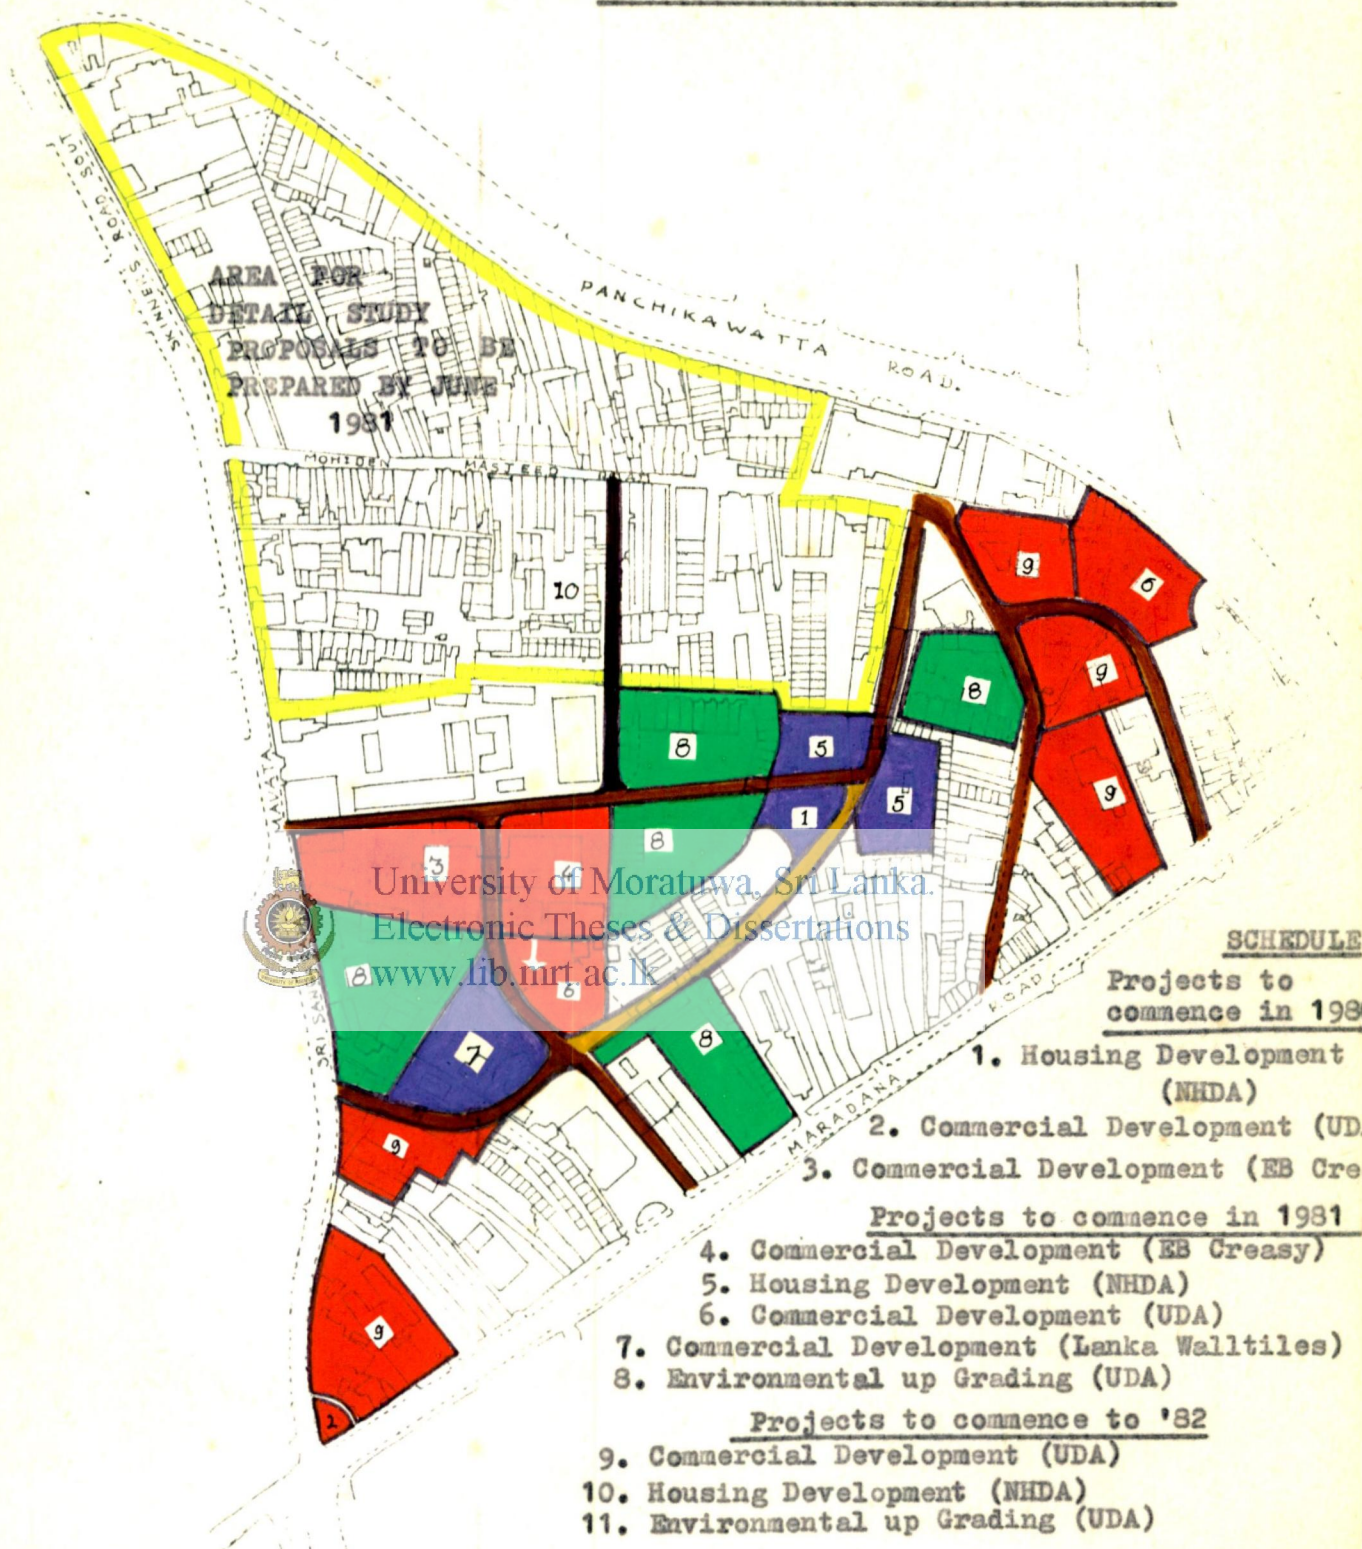 SKINNER'S ROAD SOUT
AREA FOR
DETAIL STUDY
PROPOSALS TO BE
PREPARED BY JUNE
1981
PANCHIKAWATTA ROAD.
MOHIDEN MASJEED
10
9
6
9
8
9
8
5
5
1
8
3
4
6
8
7
8
9
9
2
MAVATA
SRI SAN
MARADANA ROAD
University of Moratuwa, Sri Lanka.
Electronic Theses & Dissertations
www.lib.mrt.ac.lk
SCHEDULE
Projects to
commence in 198
1. Housing Development
(NHDA)
2. Commercial Development (UD
3. Commercial Development (EB Cre
Projects to commence in 1981
4. Commercial Development (EB Creasy)
5. Housing Development (NHDA)
6. Commercial Development (UDA)
7. Commercial Development (Lanka Walltiles)
8. Environmental up Grading (UDA)
Projects to commence to '82
9. Commercial Development (UDA)
10. Housing Development (NHDA)
11. Environmental up Grading (UDA)